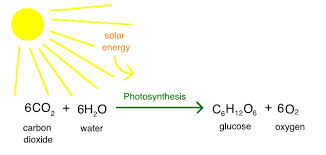 solar
energy
Photosynthesis
6CO₂ + 6H₂O C₆H₁₂O₆ + 6O₂
carbon
dioxide water glucose oxygen